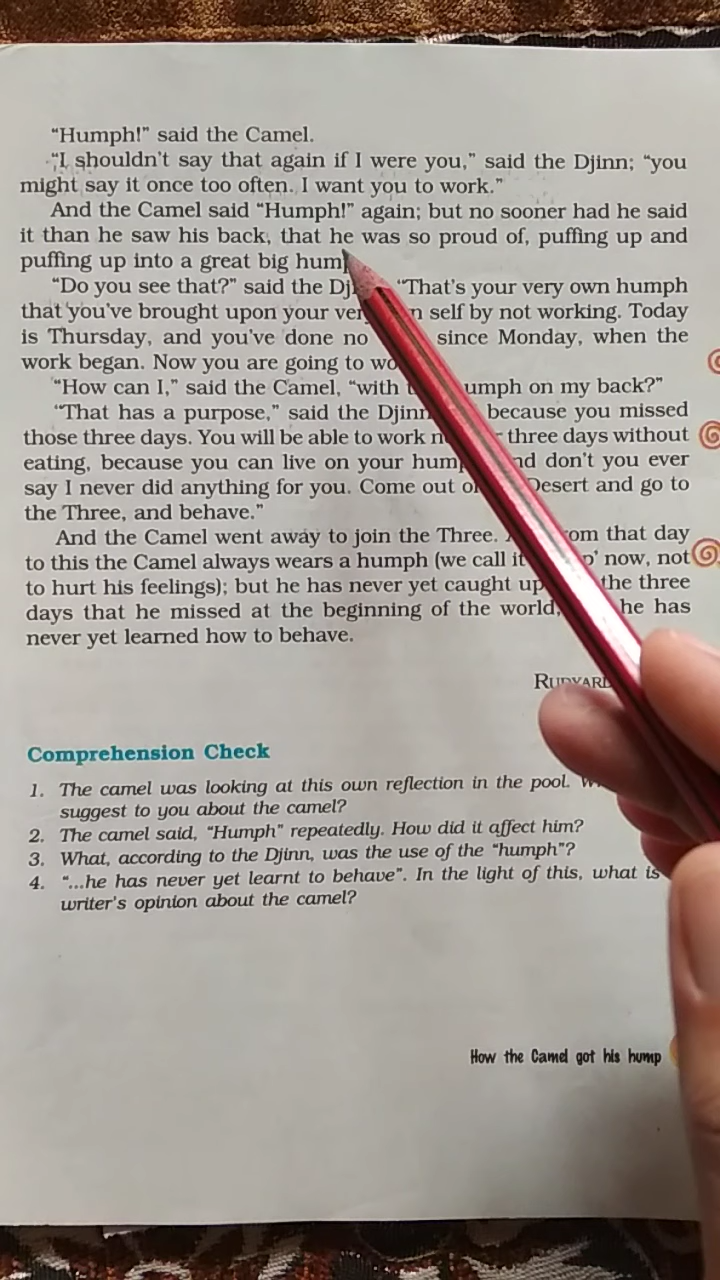 “Humph!” said the Camel.
“I shouldn’t say that again if I were you,” said the Djinn; “you
might say it once too often. I want you to work.”
And the Camel said “Humph!” again; but no sooner had he said
it than he saw his back, that he was so proud of, puffing up and
puffing up into a great big
“Do you see that?” said the “That’s your very own humph
that you’ve brought upon your self by not working. Today
is Thursday, and you’ve done no since Monday, when the
work began. Now you are going to
“How can I,” said the Camel, “with on my back?”
“That has a purpose,” said the Djinn because you missed
those three days. You will be able to work three days without
eating, because you can live on your don’t you ever
say I never did anything for you. Come out Desert and go to
the Three, and behave.”
And the Camel went away to join the Three. that day
to this the Camel always wears a humph (we call it now, not
to hurt his feelings); but he has never yet caught up the three
days that he missed at the beginning of the world, he has
never yet learned how to behave.
Comprehension Check
1. The camel was looking at this own reflection in the pool.
suggest to you about the camel?
2. The camel said, “Humph” repeatedly. How did it affect him?
3. What, according to the Djinn, was the use of the “humph”?
4. “...he has never yet learnt to behave”. In the light of this, what is
writer’s opinion about the camel?
How the Camel got his hump